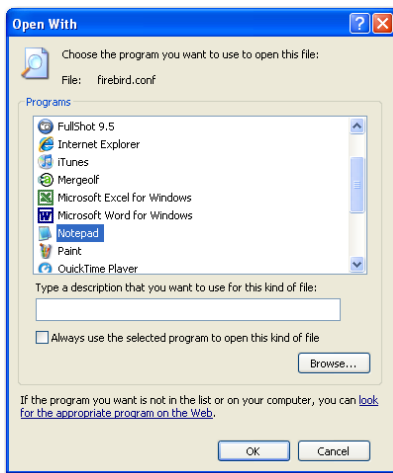 Open With
Choose the program you want to use to open this file:
File: firebird.conf
Programs
FullShot 9.5
Internet Explorer
iTunes
Mergeolf
Microsoft Excel for Windows
Microsoft Word for Windows
Notepad
Paint
QuickTime Player
Type a description that you want to use for this kind of file:
Always use the selected program to open this kind of file
Browse...
If the program you want is not in the list or on your computer, you can look
for the appropriate program on the Web.
OK Cancel